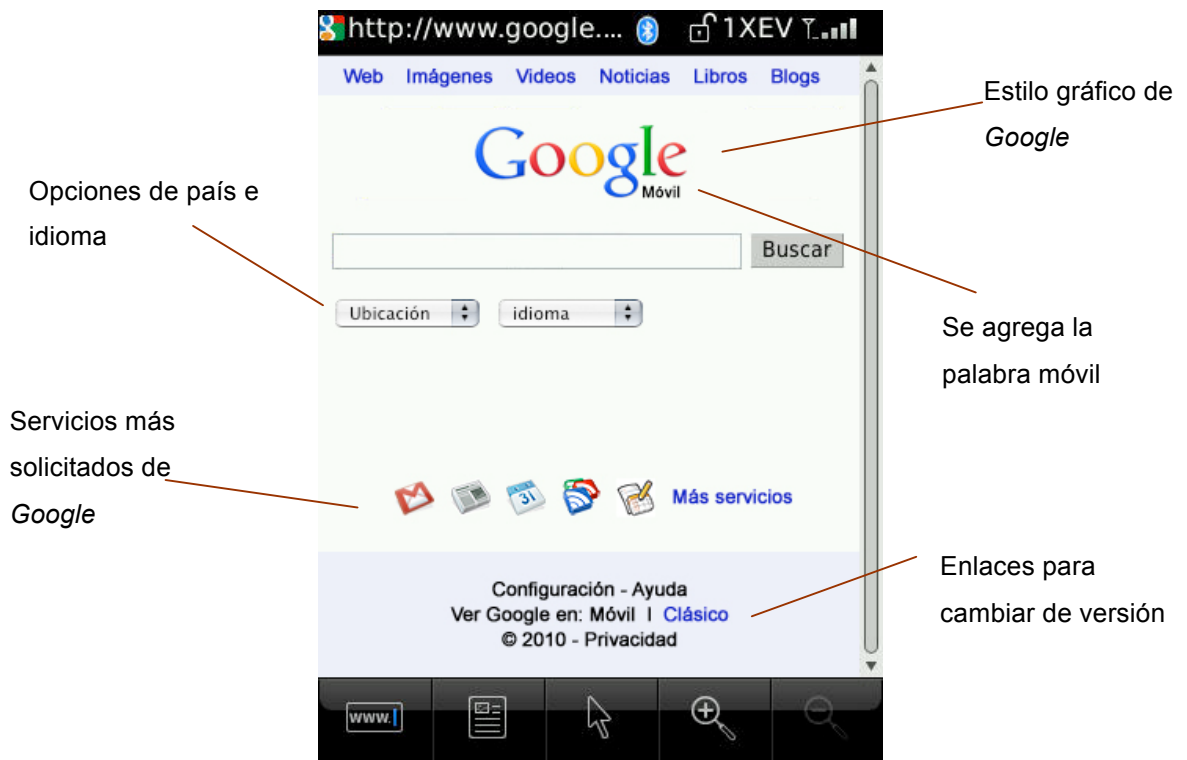 http://www.google.... 1XEV
Web Imágenes Videos Noticias Libros Blogs
Estilo gráfico de
Google
Google
Móvil
Opciones de país e
idioma
Buscar
Ubicación idioma
Se agrega la
palabra móvil
Servicios más
solicitados de
Google
31
Más servicios
Enlaces para
cambiar de versión
Configuración - Ayuda
Ver Google en: Móvil I Clásico
© 2010 - Privacidad
www.